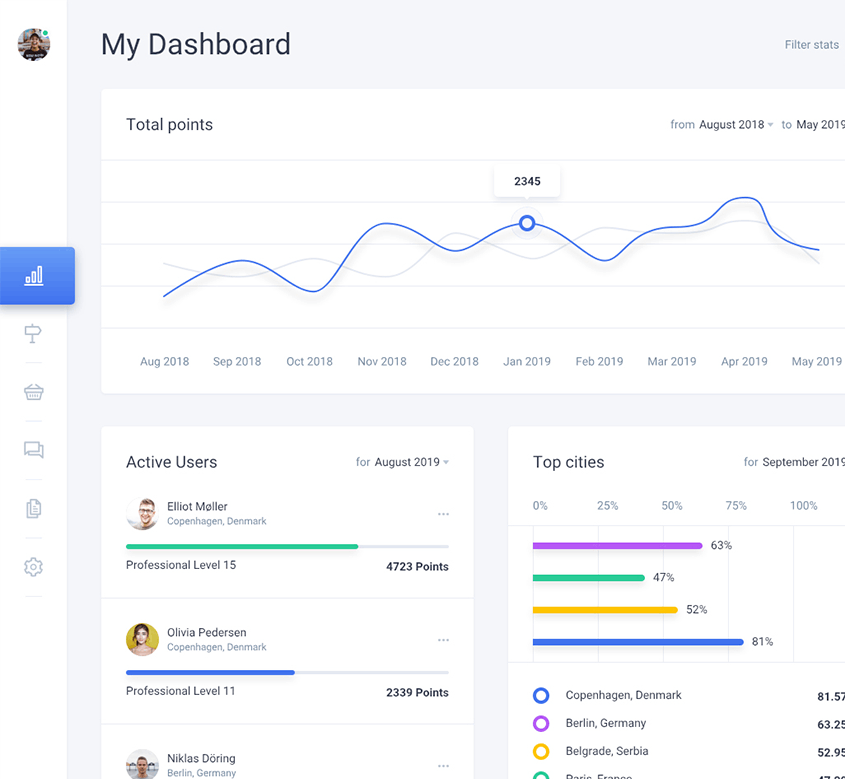 My Dashboard
Filter stats
Total points
from August 2018 to May 2019
2345
Aug 2018 Sep 2018 Oct 2018 Nov 2018 Dec 2018 Jan 2019 Feb 2019 Mar 2019 Apr 2019 May 2019
Active Users
for August 2019
Elliot Møller
Copenhagen, Denmark
Professional Level 15
4723 Points
Olivia Pedersen
Copenhagen, Denmark
Professional Level 11
2339 Points
Niklas Döring
Berlin, Germany
Top cities
for September 2019
0% 25% 50% 75% 100%
63%
47%
52%
81%
Copenhagen, Denmark 81.57
Berlin, Germany 63.25
Belgrade, Serbia 52.95
Paris, France